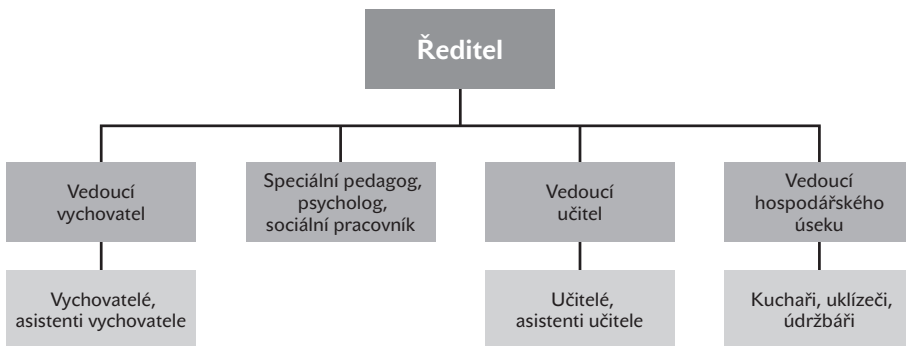 Ředitel
Vedoucí
vychovatel
Speciální pedagog,
psycholog,
sociální pracovník
Vedoucí
učitel
Vedoucí
hospodářského
úseku
Vychovatelé,
asistenti vychovatele
Učitelé,
asistenti učitele
Kuchaři, uklízeči,
údržbáři